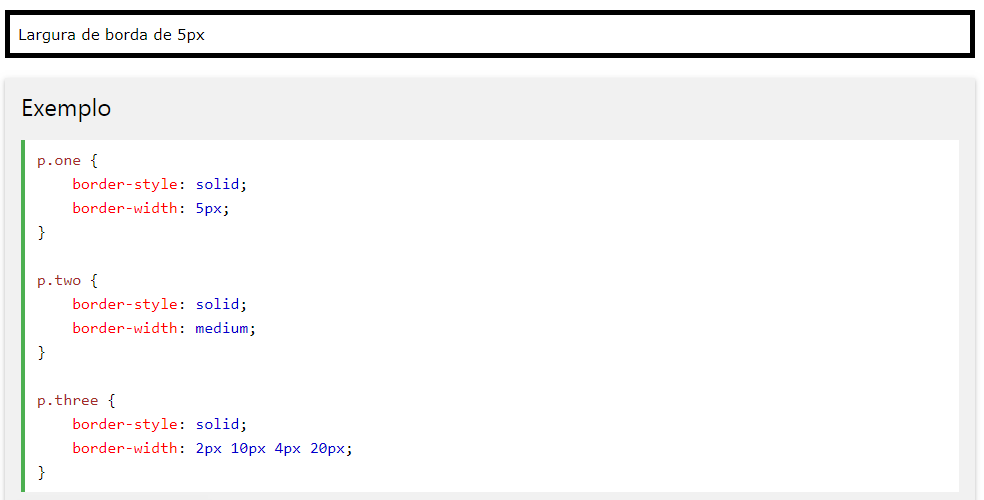 Largura de borda de 5px
Exemplo
p.one {
    border-style: solid;
    border-width: 5px;
}

p.two {
    border-style: solid;
    border-width: medium;
}

p.three {
    border-style: solid;
    border-width: 2px 10px 4px 20px;
}